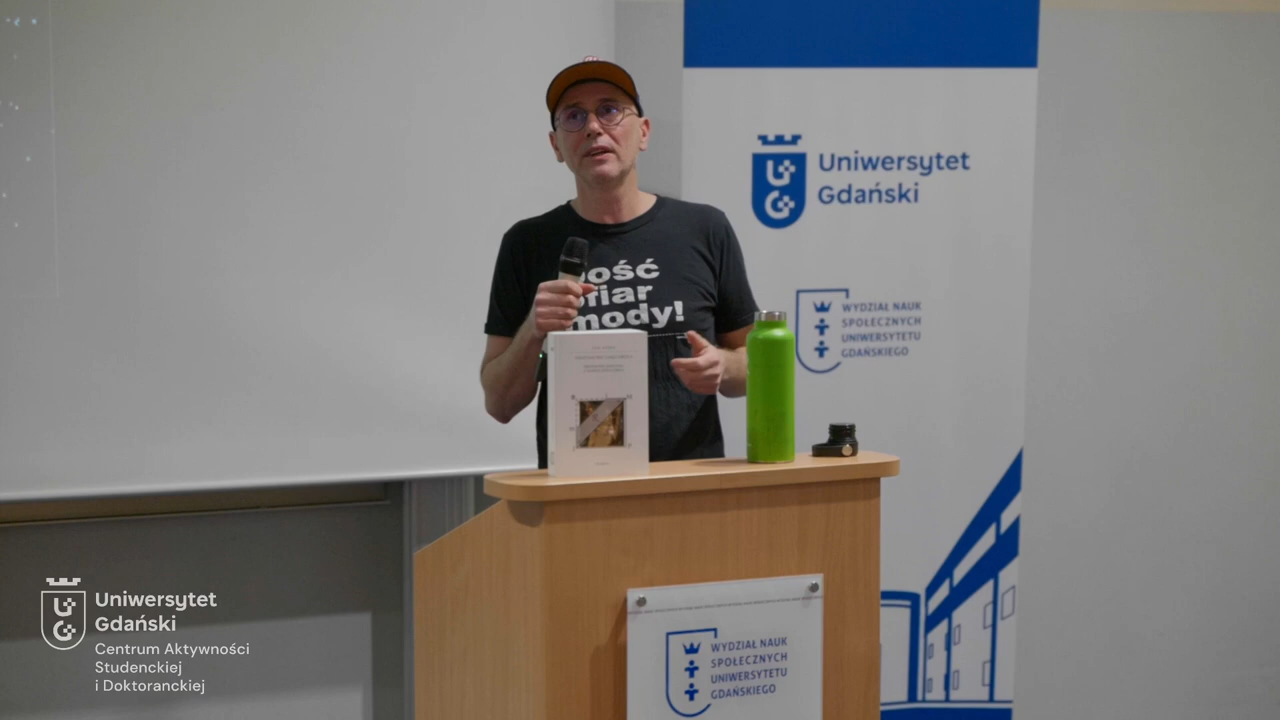 Uniwersytet
Gdański
WYDZIAŁ NAUK
SPOŁECZNYCH
UNIWERSYTETU
GDAŃSKIEGO
ość
fiar
mody!
WYDZIAŁ NAUK
SPOŁECZNYCH
UNIWERSYTETU
GDAŃSKIEGO
Uniwersytet
Gdański
Centrum Aktywności
Studenckiej
i Doktoranckiej